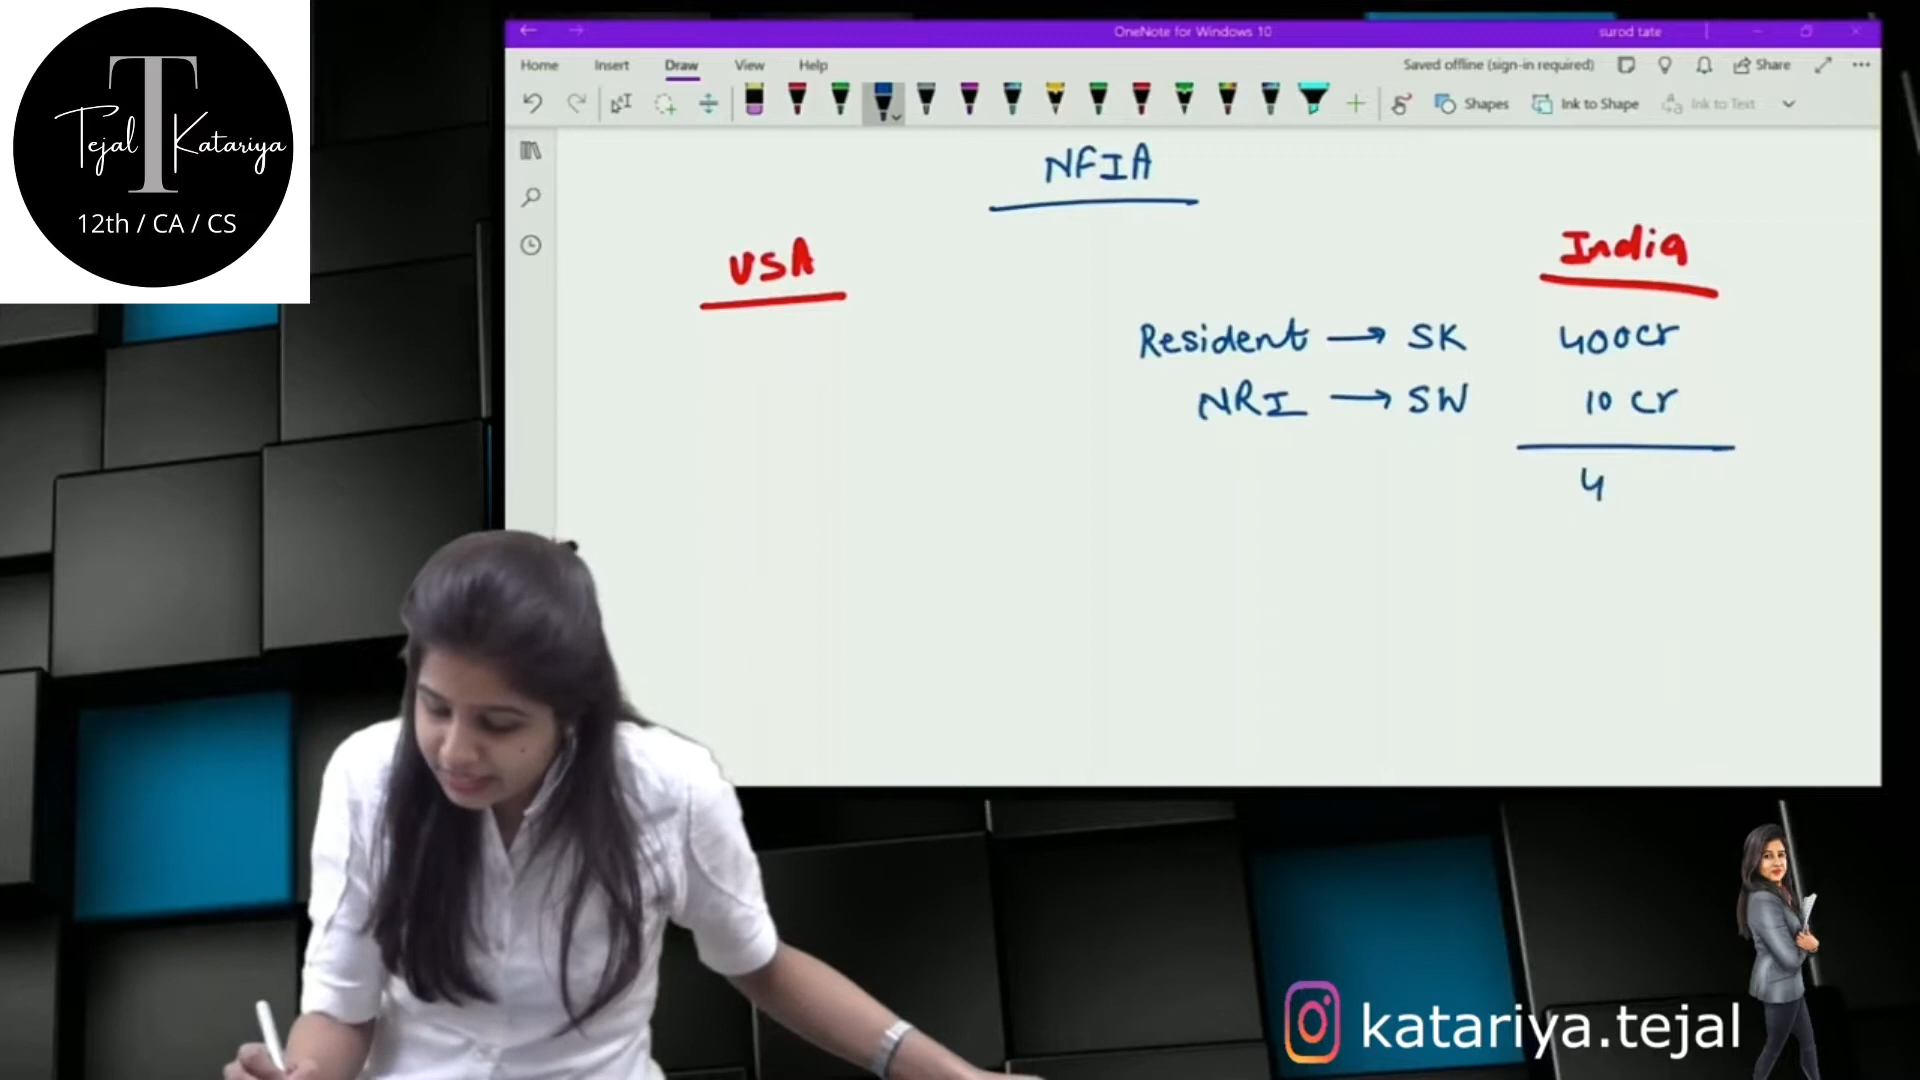 Tejal T Katariya
12th / CA / CS
OneNote for Windows 10
surod tate
Home Insert Draw View Help
Saved offline (sign-in required)
Share
Shapes
Ink to Shape
Ink to Text
NFIA
USA
India
Resident → SK 400cr
NRI → SW 10 cr
4
katariya.tejal